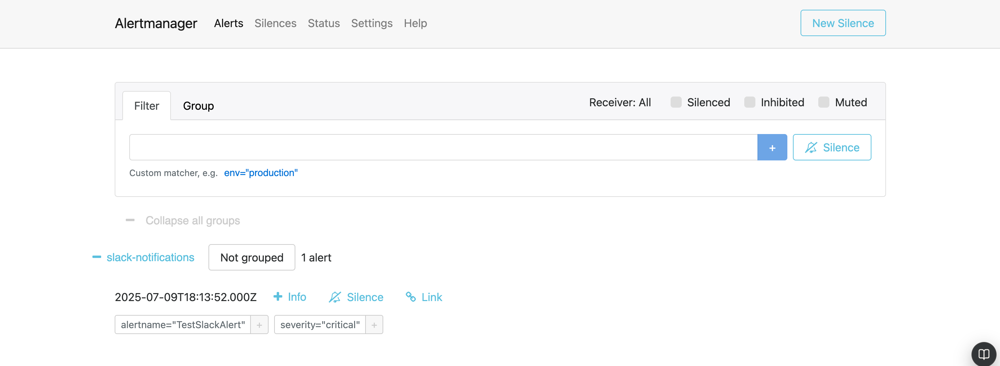 Alertmanager Alerts Silences Status Settings Help New Silence
Filter Group Receiver: All Silenced Inhibited Muted
+ Silence
Custom matcher, e.g. env="production"
Collapse all groups
slack-notifications Not grouped 1 alert
2025-07-09T18:13:52.000Z + Info Silence Link
alertname="TestSlackAlert" + severity="critical" +